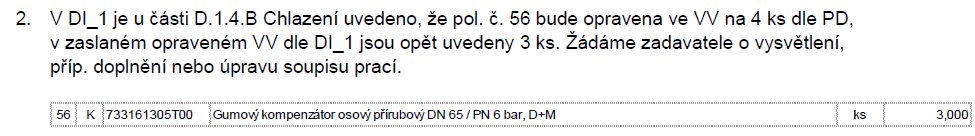 2. V DI_1 je u části D.1.4.B Chlazení uvedeno, že pol. č. 56 bude opravena ve VV na 4 ks dle PD,
v zaslaném opraveném VV dle DI_1 jsou opět uvedeny 3 ks. Žádáme zadavatele o vysvětlení,
příp. doplnění nebo úpravu soupisu prací.
56 K 733161305T00 Gumový kompenzátor osový přírubový DN 65 / PN 6 bar, D+M ks 3,000